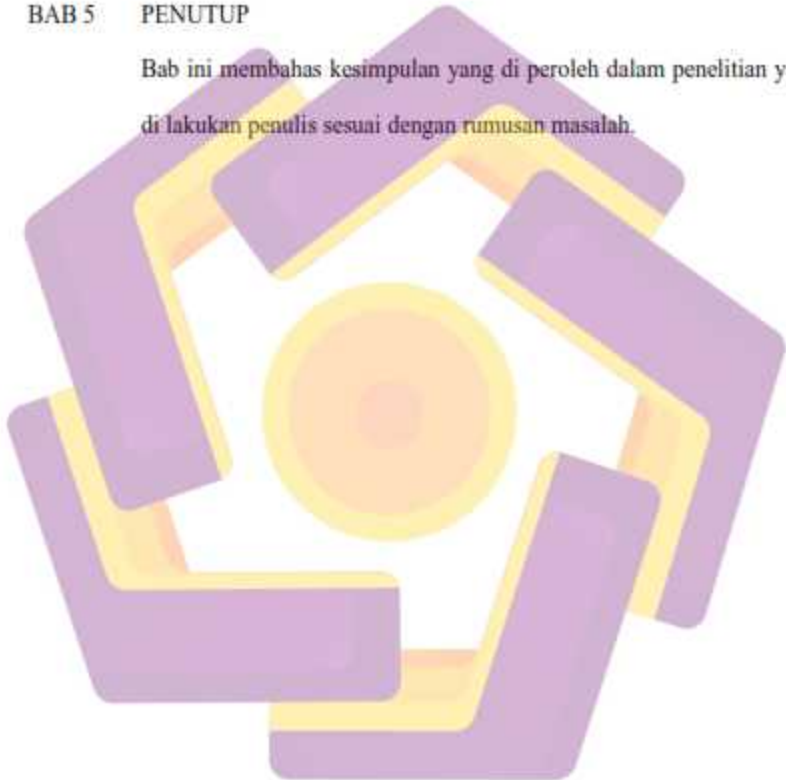 BAB 5 PENUTUP
Bab ini membahas kesimpulan yang di peroleh dalam penelitian y
di lakukan penulis sesuai dengan rumusan masalah.